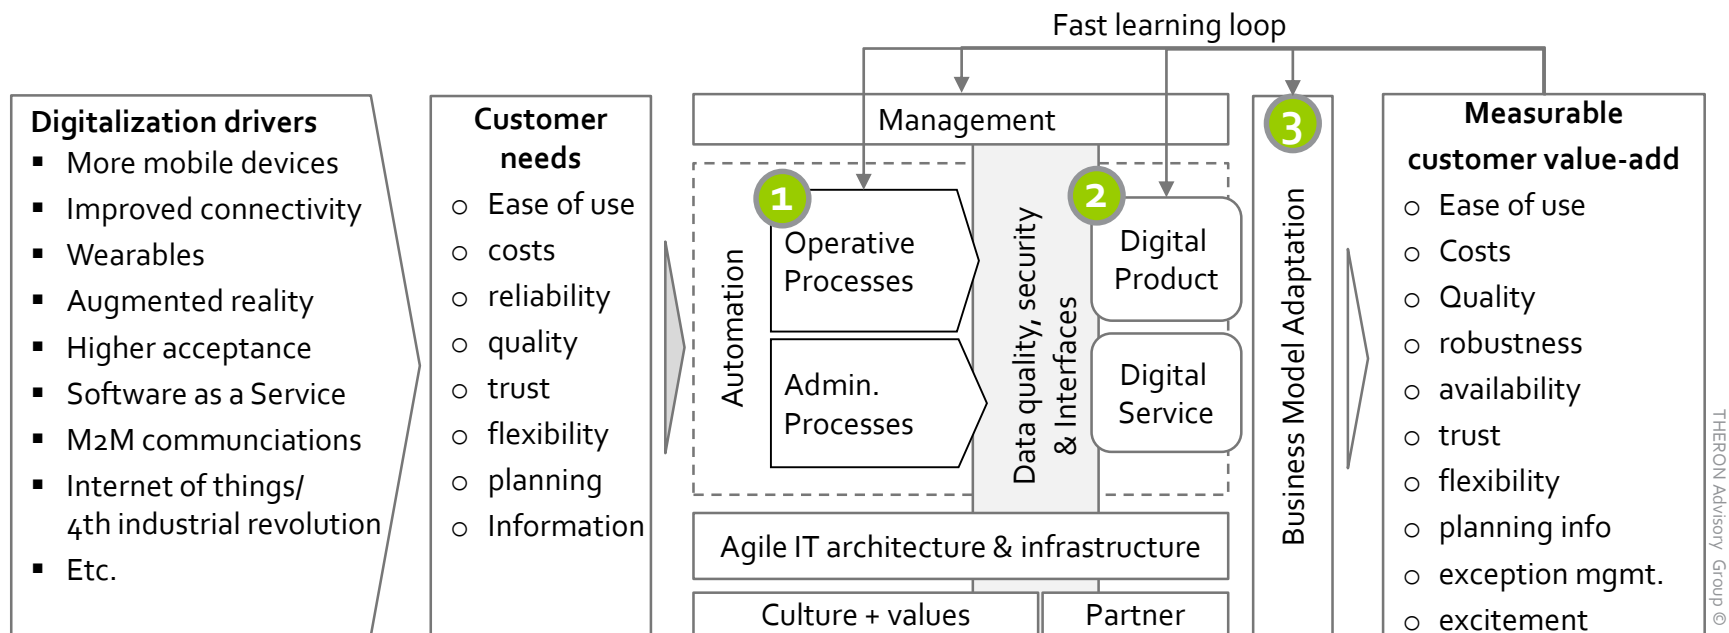 Fast learning loop
Digitalization drivers
▪ More mobile devices
▪ Improved connectivity
▪ Wearables
▪ Augmented reality
▪ Higher acceptance
▪ Software as a Service
▪ M2M communciations
▪ Internet of things/
4th industrial revolution
▪ Etc.
Customer
needs
o Ease of use
o costs
o reliability
o quality
o trust
o flexibility
o planning
o Information
Management
Automation
1
Operative
Processes
Admin.
Processes
Data quality, security
& Interfaces
2
Digital
Product
Digital
Service
Agile IT architecture & infrastructure
Culture + values
Partner
3
Business Model Adaptation
Measurable
customer value-add
o Ease of use
o Costs
o Quality
o robustness
o availability
o trust
o flexibility
o planning info
o exception mgmt.
o excitement
THERON Advisory Group ©